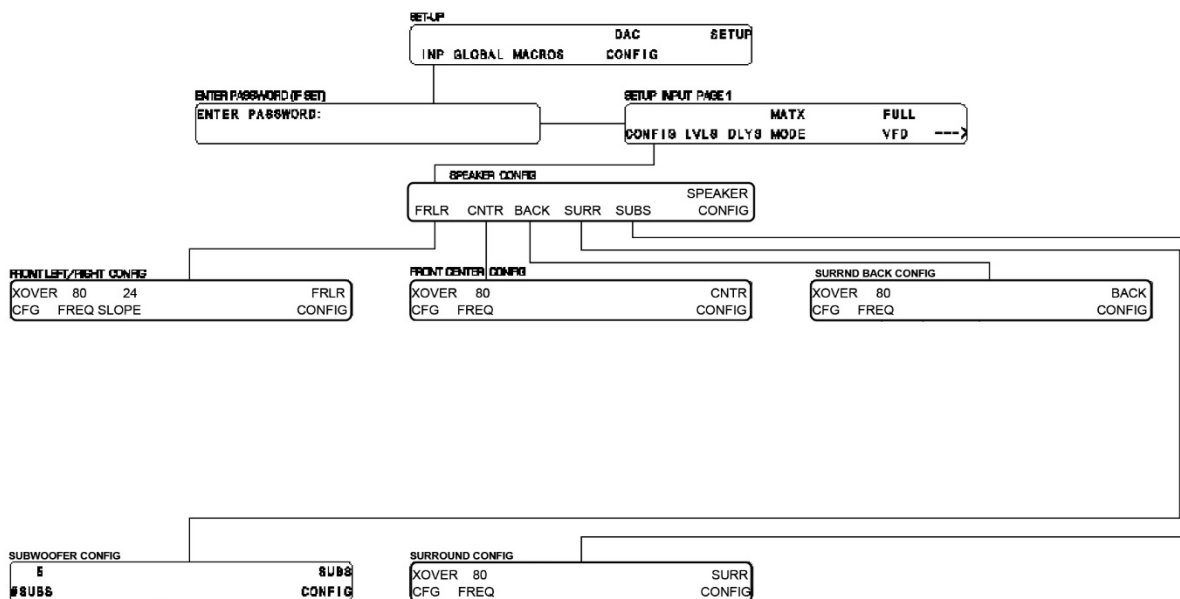 SET-UP
DAC SETUP
INP GLOBAL MACROS CONFIG
ENTER PASSWORD (IF SET)
ENTER PASSWORD:
SETUP INPUT PAGE 1
MATX FULL
CONFIG LVLS DLYS MODE VFD --->
SPEAKER CONFIG
SPEAKER
FRLR CNTR BACK SURR SUBS CONFIG
FRONT LEFT/RIGHT CONFIG
XOVER 80 24 FRLR
CFG FREQ SLOPE CONFIG
FRONT CENTER CONFIG
XOVER 80 CNTR
CFG FREQ CONFIG
SURRND BACK CONFIG
XOVER 80 BACK
CFG FREQ CONFIG
SUBWOOFER CONFIG
5 SUBS
#SUBS CONFIG
SURROUND CONFIG
XOVER 80 SURR
CFG FREQ CONFIG